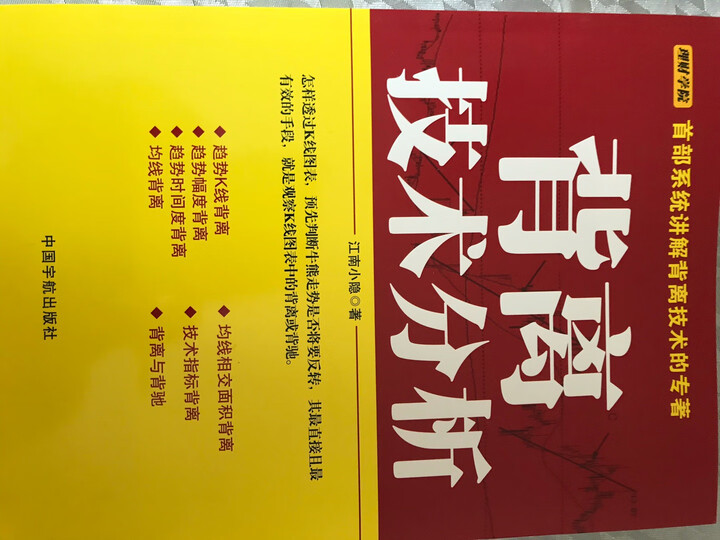 理财学院
首部系统讲解背离技术的专著
背离
技术分析
江南小隐◎著
怎样透过K线图表，预先判断牛熊走势是否将要反转，其最直接且最
有效的手段，就是观察K线图表中的背离或背驰。
◆ 趋势K线背离
◆ 均线相交面积背离
◆ 趋势幅度背离
◆ 技术指标背离
◆ 趋势时间度背离
◆ 背离与背驰
◆ 均线背离
中国宇航出版社